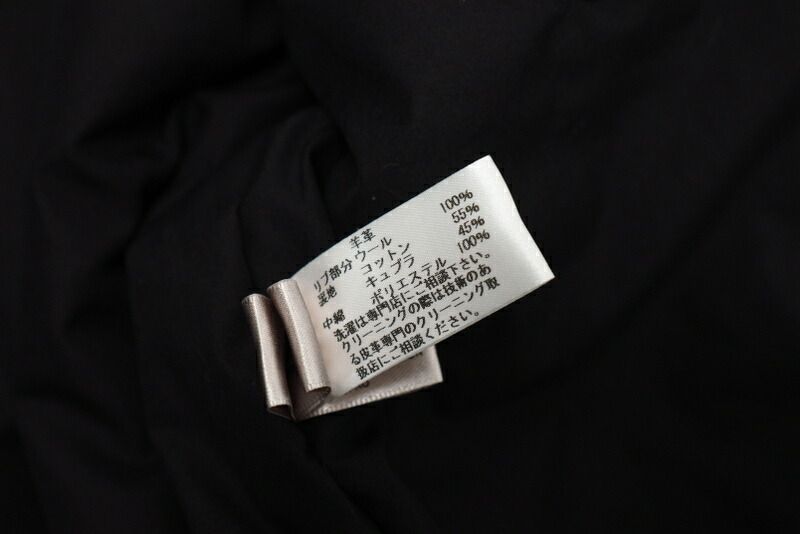 羊革 100%
リブ部分 ウール 55%
コットン 45%
裏地 キュプラ 100%
中綿 ポリエステル
洗濯は専門店にご相談下さい。
クリーニングの際は技術のあ
る皮革専門のクリーニング取
扱店にご相談ください。